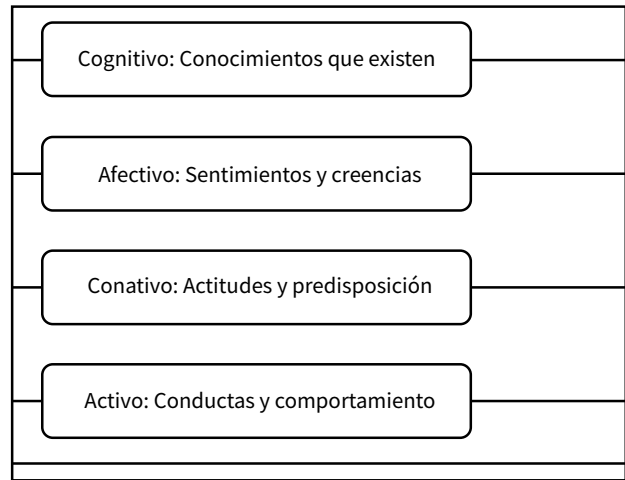 Cognitivo: Conocimientos que existen
Afectivo: Sentimientos y creencias
Conativo: Actitudes y predisposición
Activo: Conductas y comportamiento